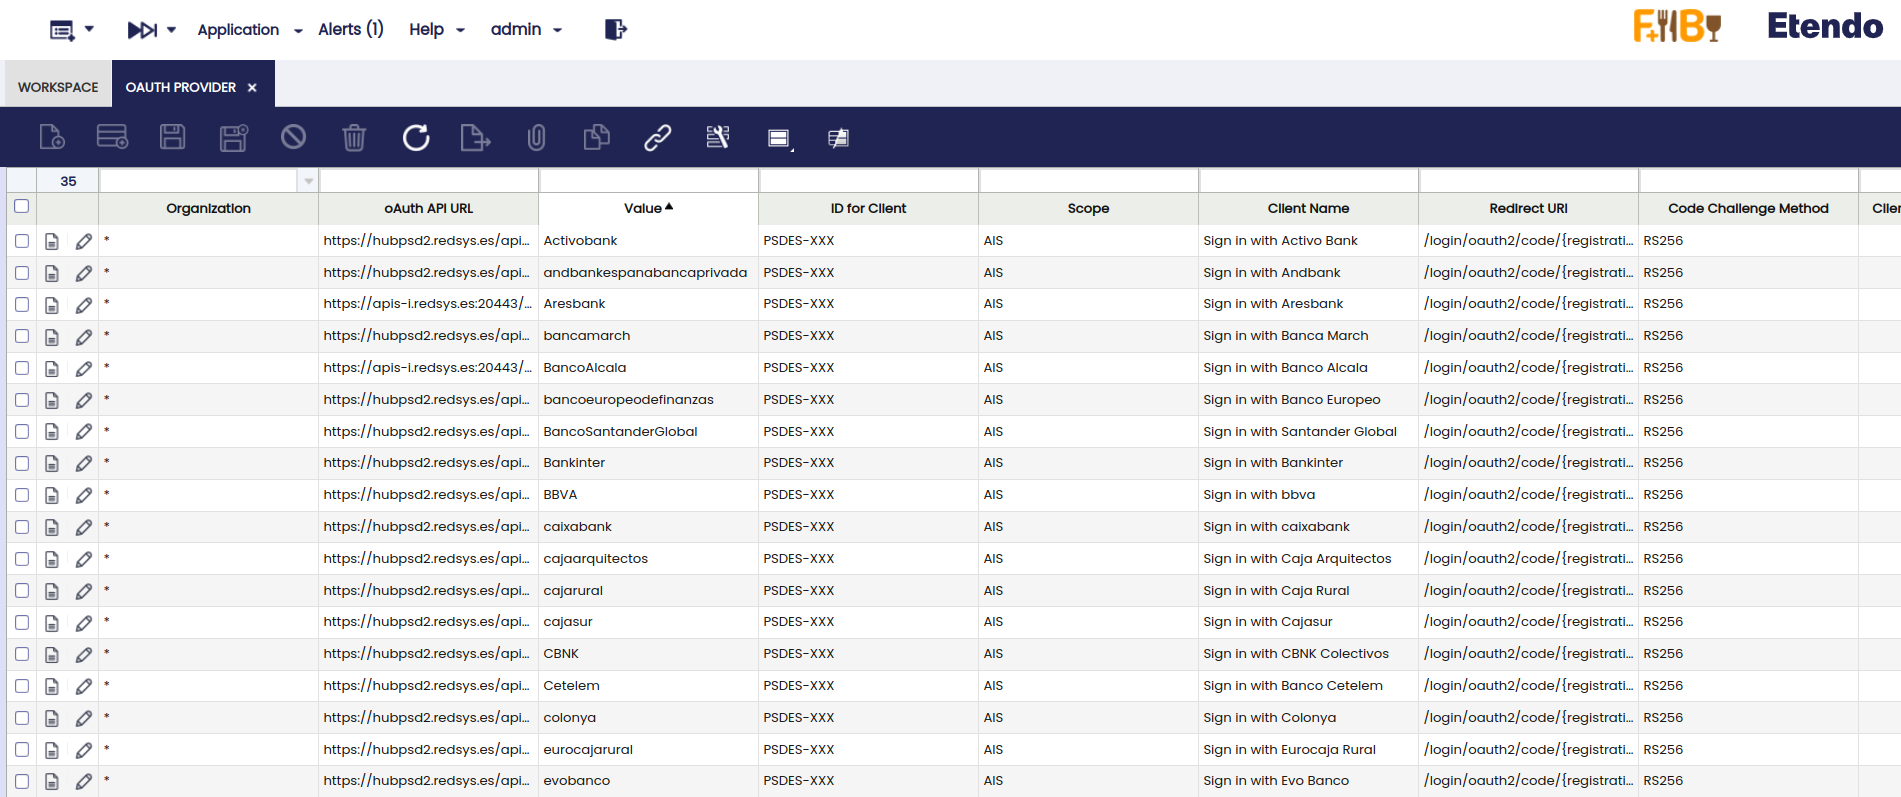 Application Alerts (1) Help admin F+IIB Etendo
WORKSPACE OAUTH PROVIDER ×
35
Organization oAuth API URL Value ID for Client Scope Client Name Redirect URI Code Challenge Method Clier
* https://hubpsd2.redsys.es/api... Activobank PSDES-XXX AIS Sign in with Activo Bank /login/oauth2/code/{registrati... RS256
* https://hubpsd2.redsys.es/api... andbankespanabancaprivada PSDES-XXX AIS Sign in with Andbank /login/oauth2/code/{registrati... RS256
* https://apis-i.redsys.es:20443/... Aresbank PSDES-XXX AIS Sign in with Aresbank /login/oauth2/code/{registrati... RS256
* https://hubpsd2.redsys.es/api... bancamarch PSDES-XXX AIS Sign in with Banca March /login/oauth2/code/{registrati... RS256
* https://apis-i.redsys.es:20443/... BancoAlcala PSDES-XXX AIS Sign in with Banco Alcala /login/oauth2/code/{registrati... RS256
* https://hubpsd2.redsys.es/api... bancoeuropeodefinanzas PSDES-XXX AIS Sign in with Banco Europeo /login/oauth2/code/{registrati... RS256
* https://hubpsd2.redsys.es/api... BancoSantanderGlobal PSDES-XXX AIS Sign in with Santander Global /login/oauth2/code/{registrati... RS256
* https://hubpsd2.redsys.es/api... Bankinter PSDES-XXX AIS Sign in with Bankinter /login/oauth2/code/{registrati... RS256
* https://hubpsd2.redsys.es/api... BBVA PSDES-XXX AIS Sign in with bbva /login/oauth2/code/{registrati... RS256
* https://hubpsd2.redsys.es/api... caixabank PSDES-XXX AIS Sign in with caixabank /login/oauth2/code/{registrati... RS256
* https://hubpsd2.redsys.es/api... cajaarquitectos PSDES-XXX AIS Sign in with Caja Arquitectos /login/oauth2/code/{registrati... RS256
* https://hubpsd2.redsys.es/api... cajarural PSDES-XXX AIS Sign in with Caja Rural /login/oauth2/code/{registrati... RS256
* https://hubpsd2.redsys.es/api... cajasur PSDES-XXX AIS Sign in with Cajasur /login/oauth2/code/{registrati... RS256
* https://hubpsd2.redsys.es/api... CBNK PSDES-XXX AIS Sign in with CBNK Colectivos /login/oauth2/code/{registrati... RS256
* https://hubpsd2.redsys.es/api... Cetelem PSDES-XXX AIS Sign in with Banco Cetelem /login/oauth2/code/{registrati... RS256
* https://hubpsd2.redsys.es/api... colonya PSDES-XXX AIS Sign in with Colonya /login/oauth2/code/{registrati... RS256
* https://hubpsd2.redsys.es/api... eurocajarural PSDES-XXX AIS Sign in with Eurocaja Rural /login/oauth2/code/{registrati... RS256
* https://hubpsd2.redsys.es/api... evobanco PSDES-XXX AIS Sign in with Evo Banco /login/oauth2/code/{registrati... RS256